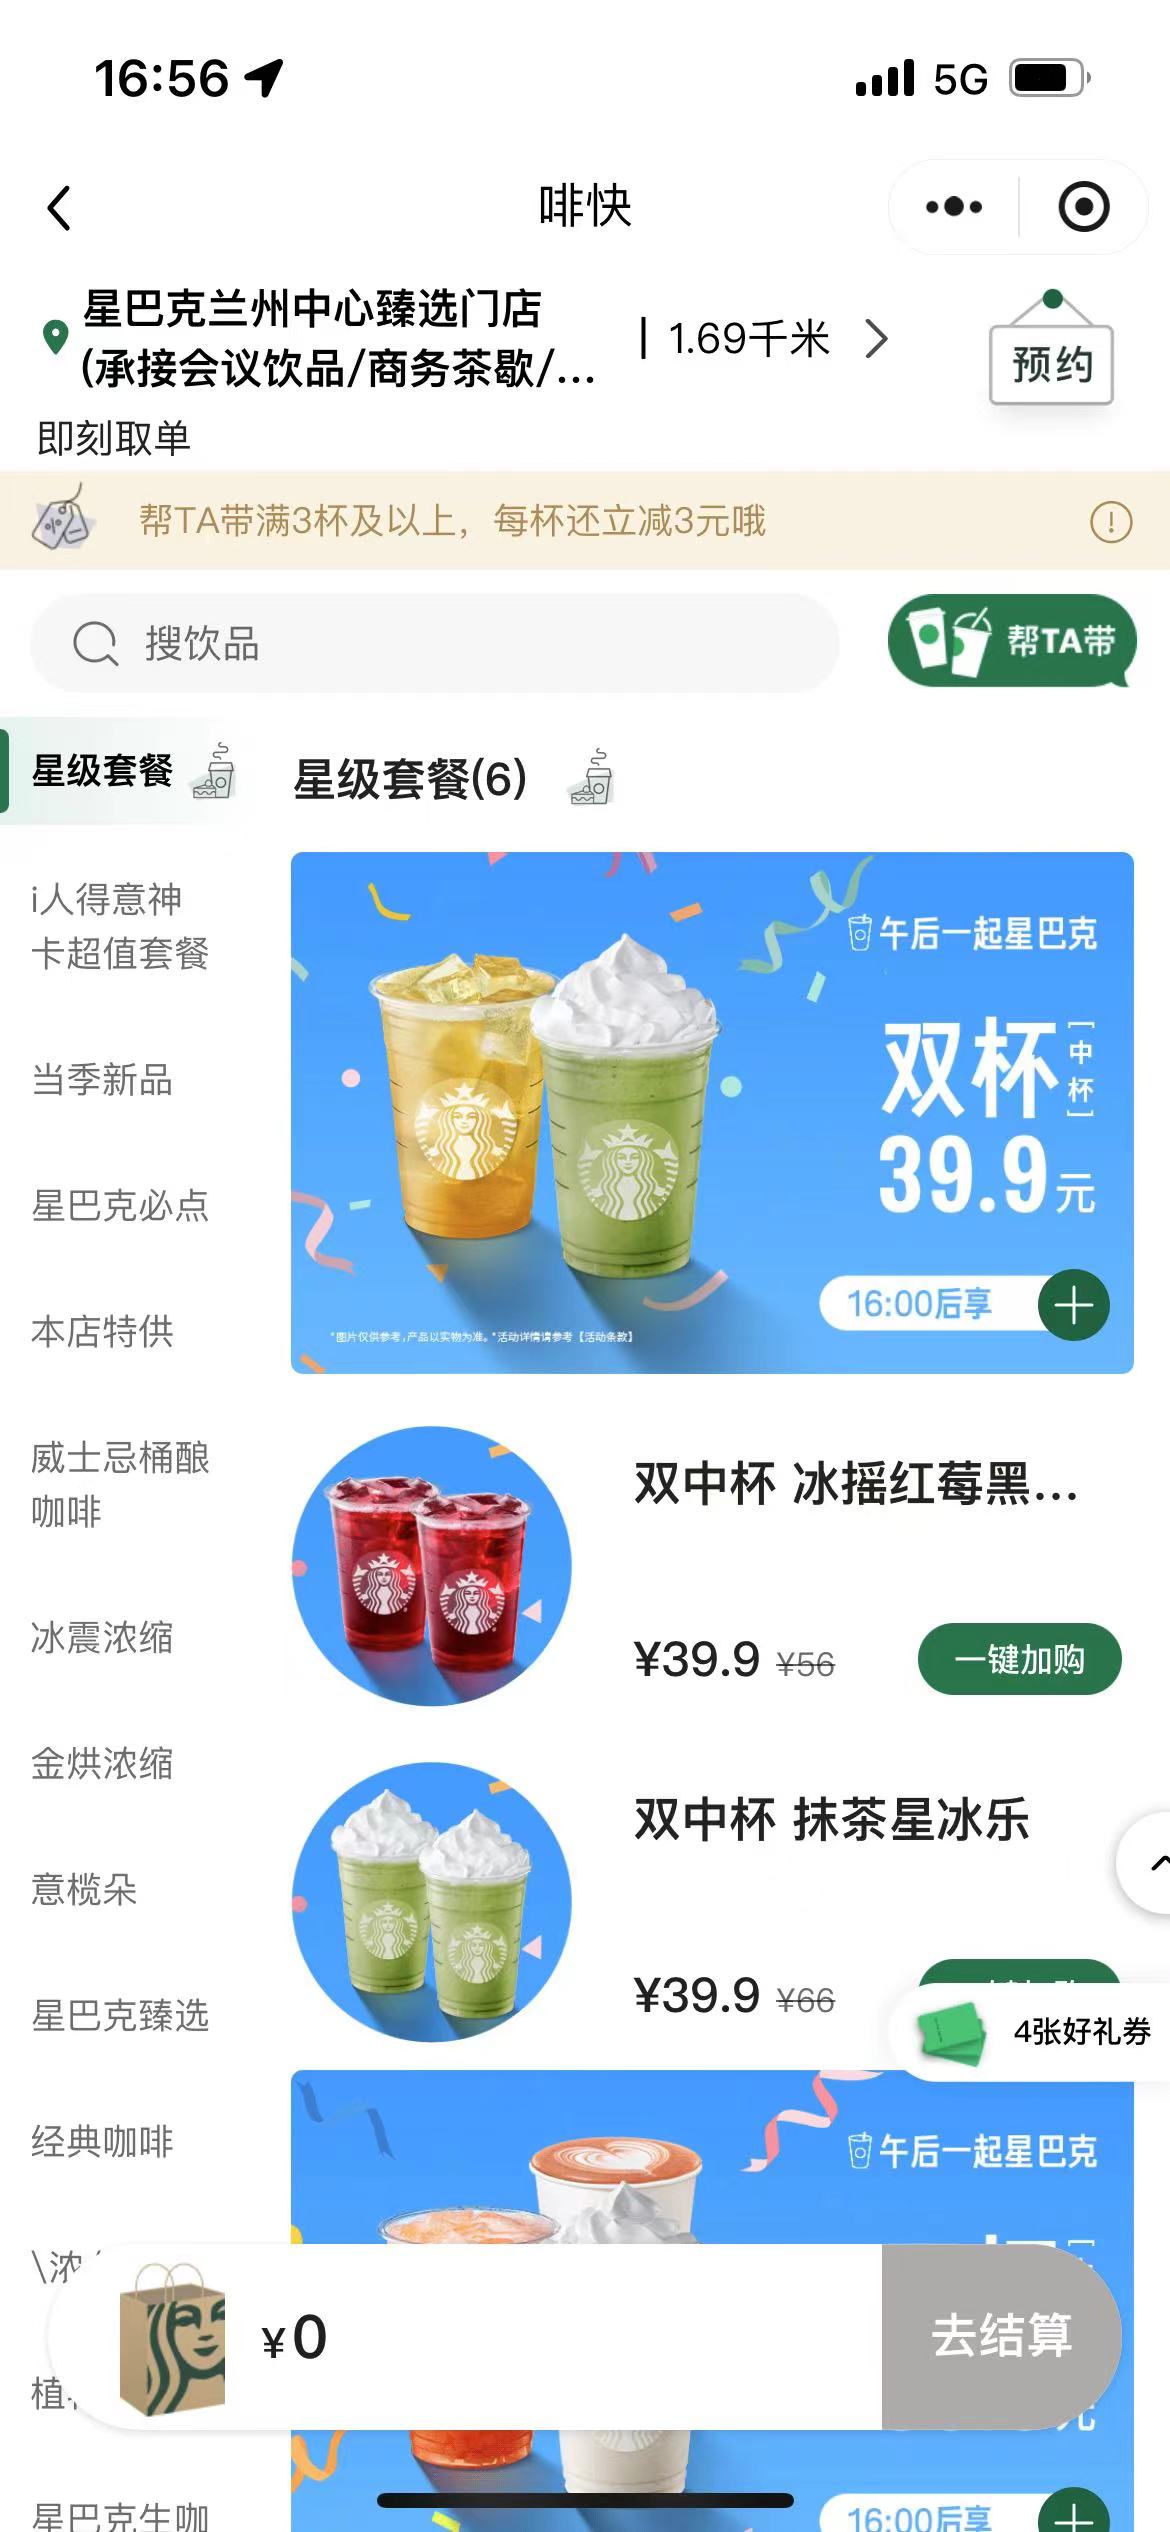 16:56
5G
啡快
星巴克兰州中心臻选门店
(承接会议饮品/商务茶歇/...
1.69千米
预约
即刻取单
帮TA带满3杯及以上，每杯还立减3元哦
搜饮品
帮TA带
星级套餐
星级套餐(6)
i人得意神
卡超值套餐
当季新品
星巴克必点
本店特供
威士忌桶酿
咖啡
冰震浓缩
金烘浓缩
意榄朵
星巴克臻选
经典咖啡
\浓
植
星巴克生咖
午后一起星巴克
双杯
[中杯]
39.9元
16:00后享
*图片仅供参考,产品以实物为准。*活动详情请参考【活动条款】
双中杯 冰摇红莓黑...
¥39.9 ¥56
一键加购
双中杯 抹茶星冰乐
¥39.9 ¥66
4张好礼券
午后一起星巴克
¥0
去结算
元
16:00后享